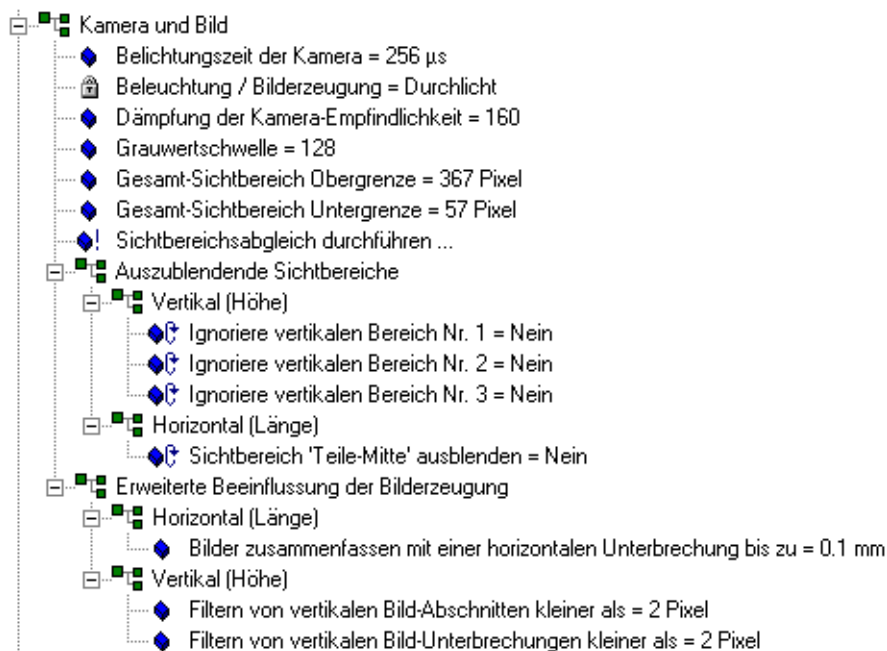 Kamera und Bild
Belichtungszeit der Kamera = 256 µs
Beleuchtung / Bilderzeugung = Durchlicht
Dämpfung der Kamera-Empfindlichkeit = 160
Grauwertschwelle = 128
Gesamt-Sichtbereich Obergrenze = 367 Pixel
Gesamt-Sichtbereich Untergrenze = 57 Pixel
Sichtbereichsabgleich durchführen ...
Auszublendende Sichtbereiche
Vertikal (Höhe)
Ignoriere vertikalen Bereich Nr. 1 = Nein
Ignoriere vertikalen Bereich Nr. 2 = Nein
Ignoriere vertikalen Bereich Nr. 3 = Nein
Horizontal (Länge)
Sichtbereich 'Teile-Mitte' ausblenden = Nein
Erweiterte Beeinflussung der Bilderzeugung
Horizontal (Länge)
Bilder zusammenfassen mit einer horizontalen Unterbrechung bis zu = 0.1 mm
Vertikal (Höhe)
Filtern von vertikalen Bild-Abschnitten kleiner als = 2 Pixel
Filtern von vertikalen Bild-Unterbrechungen kleiner als = 2 Pixel